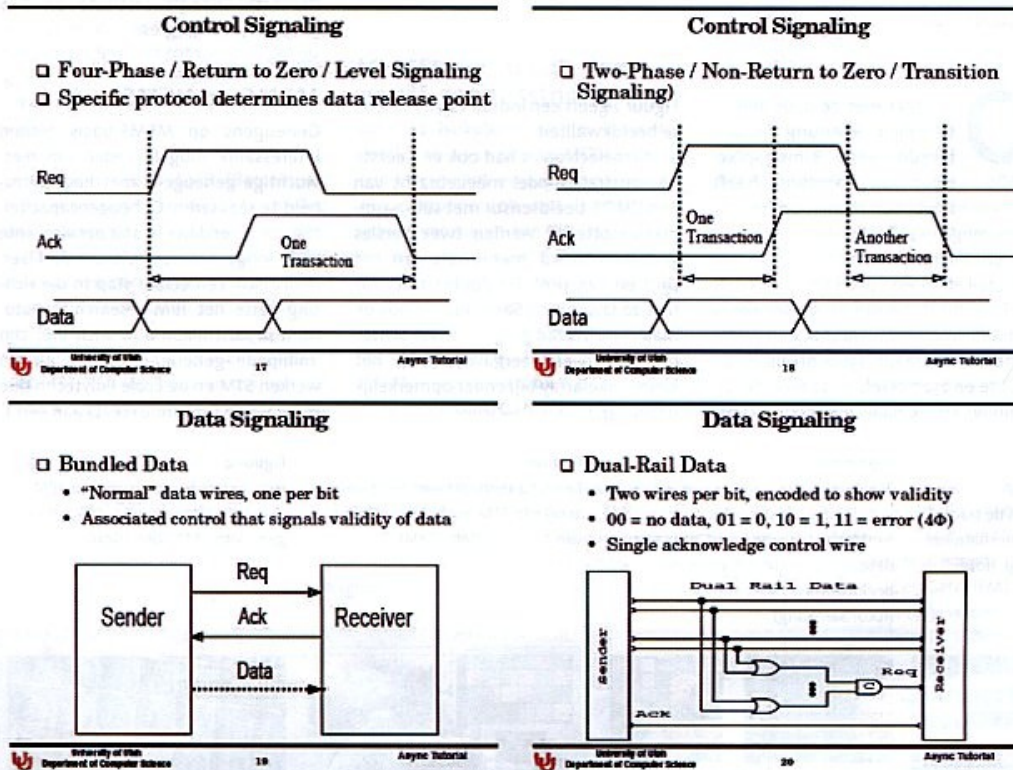 Control Signaling
❑ Four-Phase / Return to Zero / Level Signaling
❑ Specific protocol determines data release point
Req
Ack
One
Transaction
Data
University of Utah
Department of Computer Science
17
Async Tutorial
Control Signaling
❑ Two-Phase / Non-Return to Zero / Transition
Signaling)
Req
Ack
One
Transaction
Another
Transaction
Data
University of Utah
Department of Computer Science
18
Async Tutorial
Data Signaling
❑ Bundled Data
• "Normal" data wires, one per bit
• Associated control that signals validity of data
Sender
Req
Ack
Data
Receiver
University of Utah
Department of Computer Science
19
Async Tutorial
Data Signaling
❑ Dual-Rail Data
• Two wires per bit, encoded to show validity
• 00 = no data, 01 = 0, 10 = 1, 11 = error (4Φ)
• Single acknowledge control wire
Dual Rail Data
Sender
Receiver
Req
C
Ack
University of Utah
Department of Computer Science
20
Async Tutorial